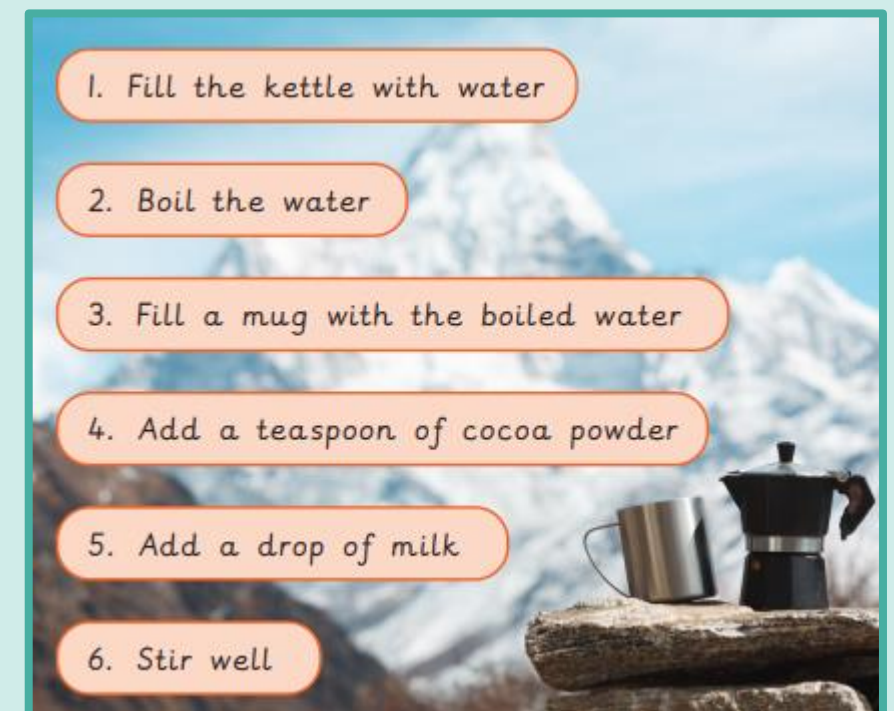 1. Fill the kettle with water
2. Boil the water
3. Fill a mug with the boiled water
4. Add a teaspoon of cocoa powder
5. Add a drop of milk
6. Stir well